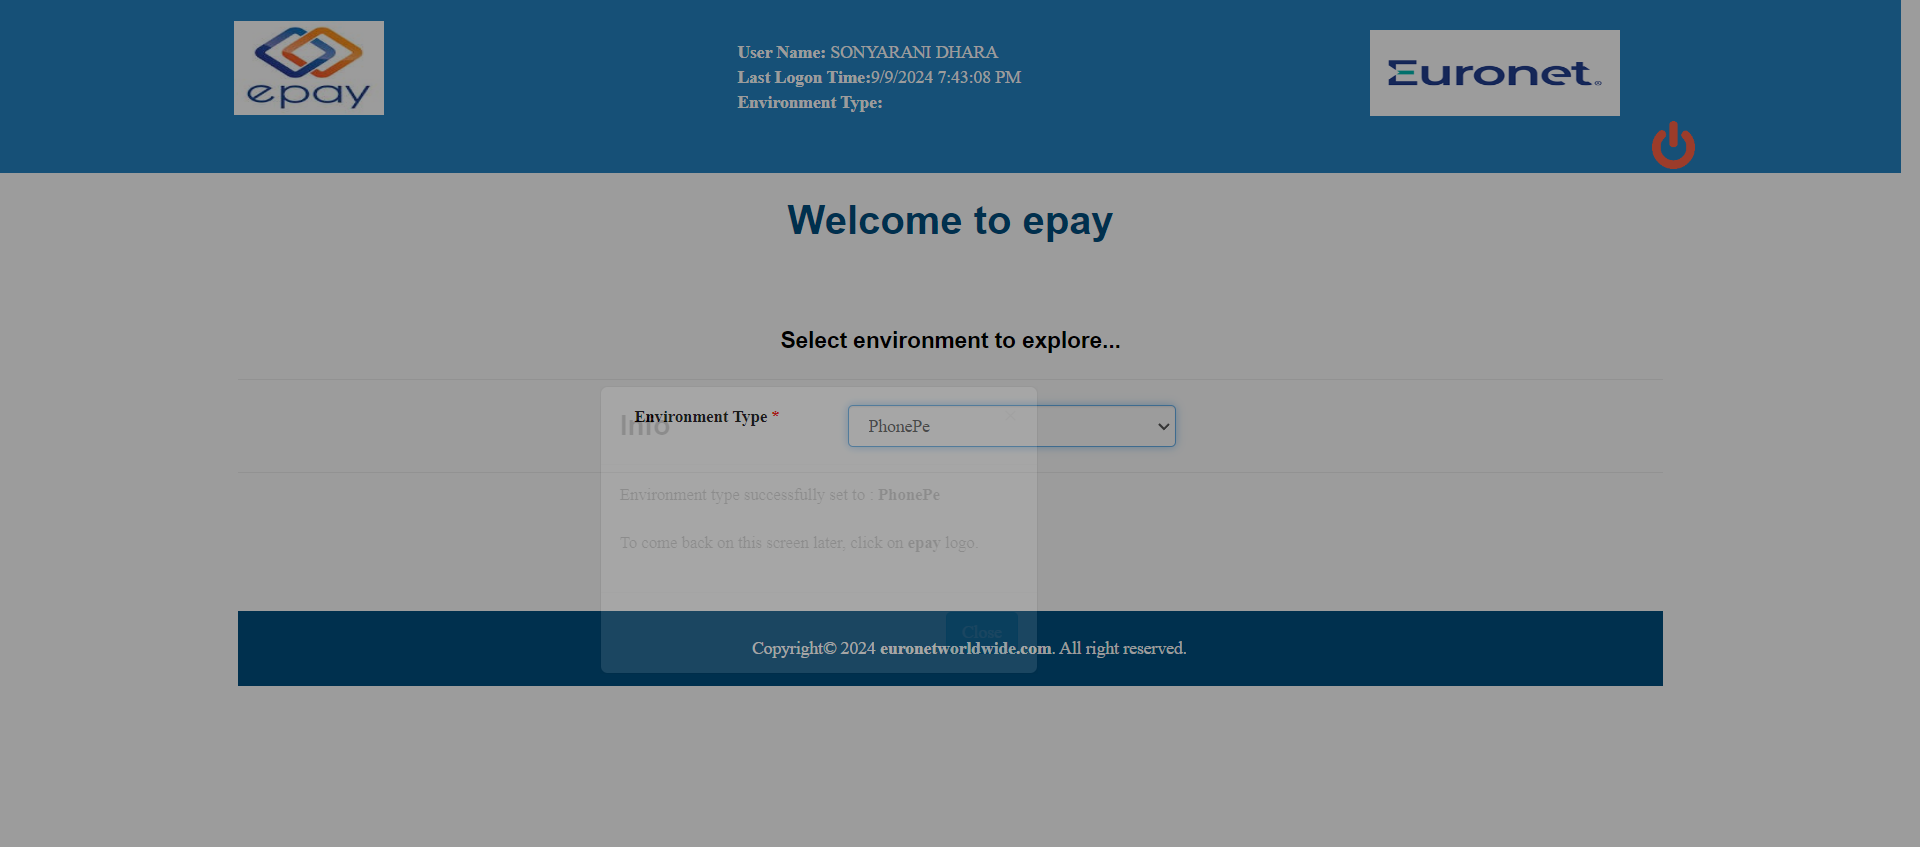 epay
User Name: SONYARANI DHARA
Last Logon Time:9/9/2024 7:43:08 PM
Environment Type:
Euronet®
Welcome to epay
Select environment to explore...
Info
Environment Type *
PhonePe
×
Environment type successfully set to : PhonePe
To come back on this screen later, click on epay logo.
Close
Copyright© 2024 euronetworldwide.com. All right reserved.